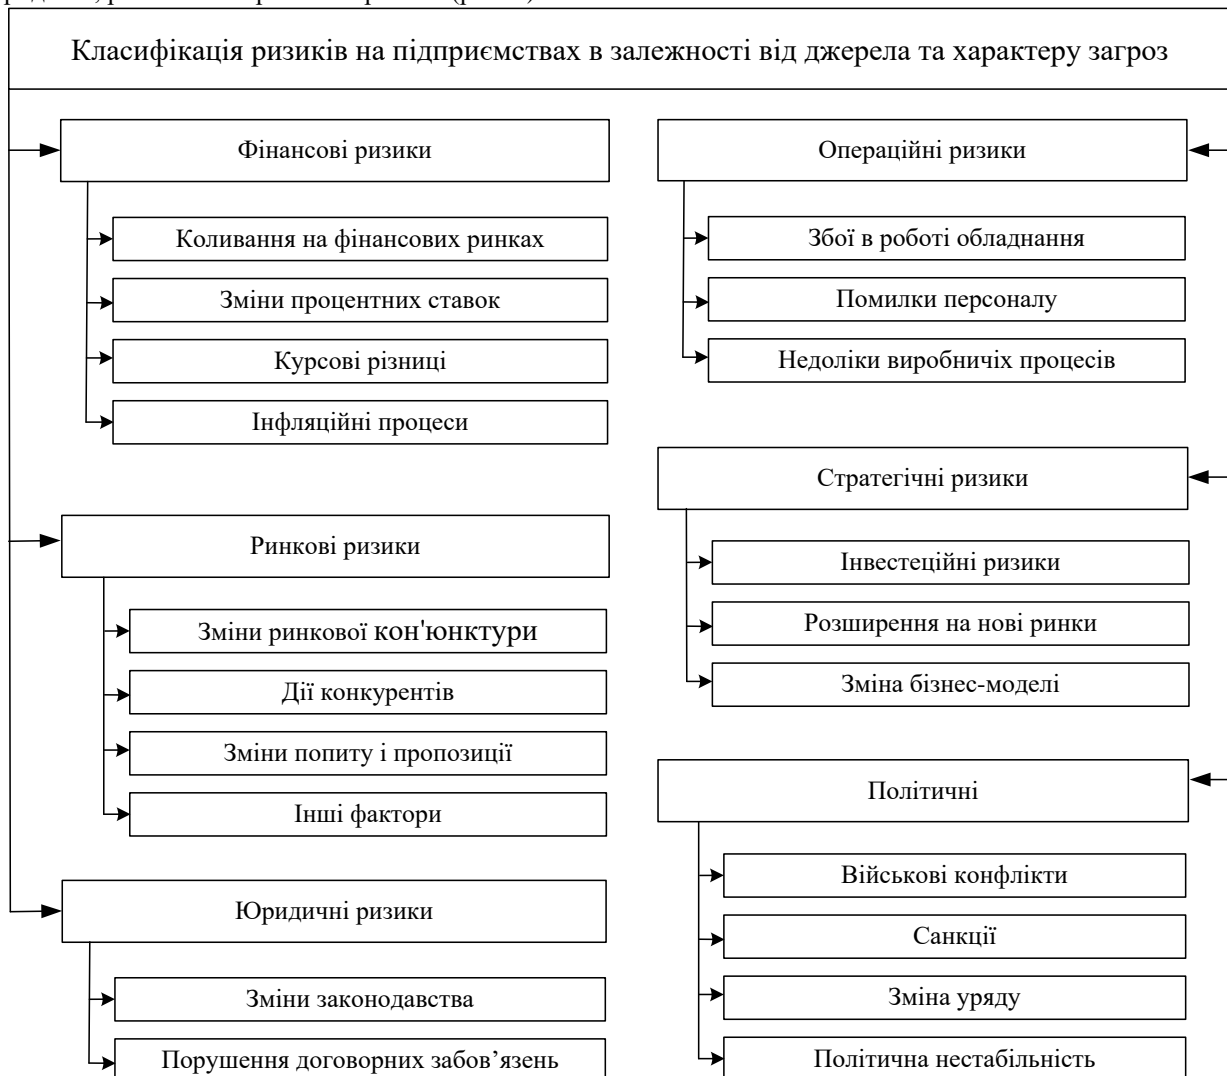 Класифікація ризиків на підприємствах в залежності від джерела та характеру загроз
Фінансові ризики
Коливання на фінансових ринках
Зміни процентних ставок
Курсові різниці
Інфляційні процеси
Ринкові ризики
Зміни ринкової кон'юнктури
Дії конкурентів
Зміни попиту і пропозиції
Інші фактори
Юридичні ризики
Зміни законодавства
Порушення договорних забов’язень
Операційні ризики
Збої в роботі обладнання
Помилки персоналу
Недоліки виробничіх процесів
Стратегічні ризики
Інвестеційні ризики
Розширення на нові ринки
Зміна бізнес-моделі
Політичні
Військові конфлікти
Санкції
Зміна уряду
Політична нестабільність